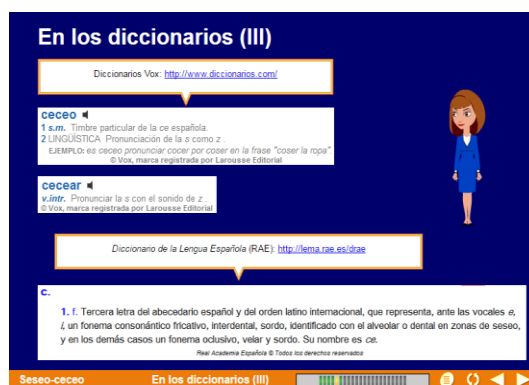 En los diccionarios (III)
Diccionarios Vox: http://www.diccionarios.com/
ceceo
1 s.m. Timbre particular de la ce española.
2 LINGÜÍSTICA Pronunciación de la s como z .
EJEMPLO: es ceceo pronunciar cocer por coser en la frase "coser la ropa".
© Vox, marca registrada por Larousse Editorial
cecear
v.intr. Pronunciar la s con el sonido de z .
© Vox, marca registrada por Larousse Editorial
Diccionario de la Lengua Española (RAE): http://lema.rae.es/drae
c.
1. f. Tercera letra del abecedario español y del orden latino internacional, que representa, ante las vocales e,
i, un fonema consonántico fricativo, interdental, sordo, identificado con el alveolar o dental en zonas de seseo,
y en los demás casos un fonema oclusivo, velar y sordo. Su nombre es ce.
Real Academia Española © Todos los derechos reservados
Seseo-ceceo En los diccionarios (III)